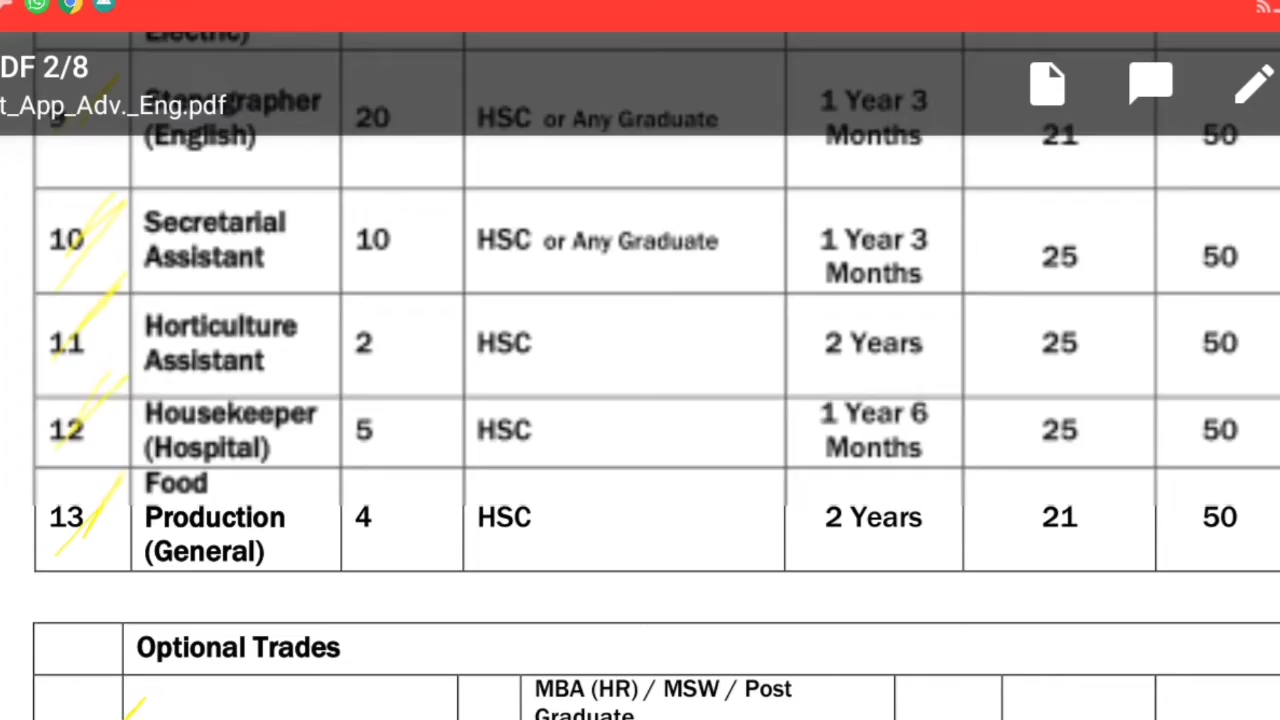 Electric)
DF 2/8
t_App_Adv._Eng.pdf
9 Stenographer (English) 20 HSC or Any Graduate 1 Year 3 Months 21 50
10 Secretarial Assistant 10 HSC or Any Graduate 1 Year 3 Months 25 50
11 Horticulture Assistant 2 HSC 2 Years 25 50
12 Housekeeper (Hospital) 5 HSC 1 Year 6 Months 25 50
13 Food Production (General) 4 HSC 2 Years 21 50
Optional Trades
MBA (HR) / MSW / Post
Graduate